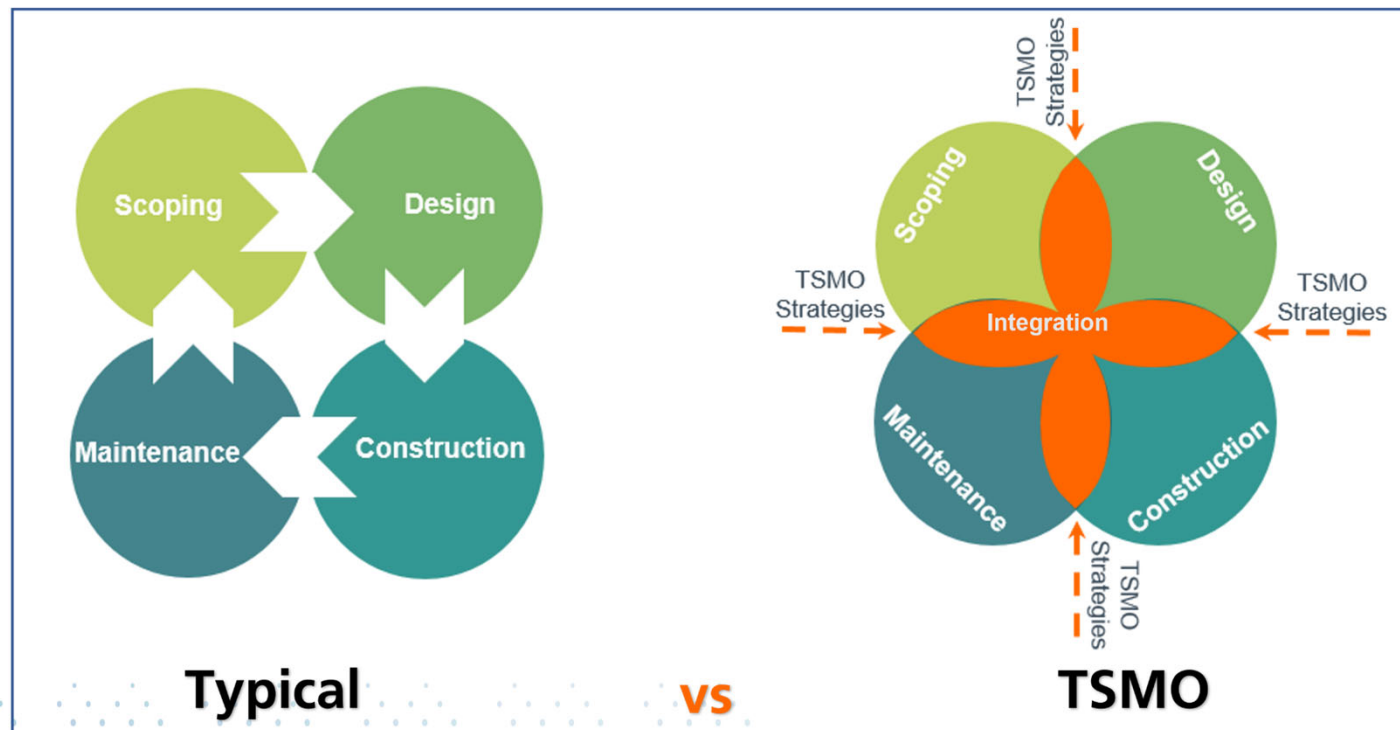 Scoping
Design
Maintenance
Construction
Typical
vs
TSMO
Strategies
Scoping
Design
TSMO
Strategies
Integration
TSMO
Strategies
Maintenance
Construction
TSMO
Strategies
TSMO